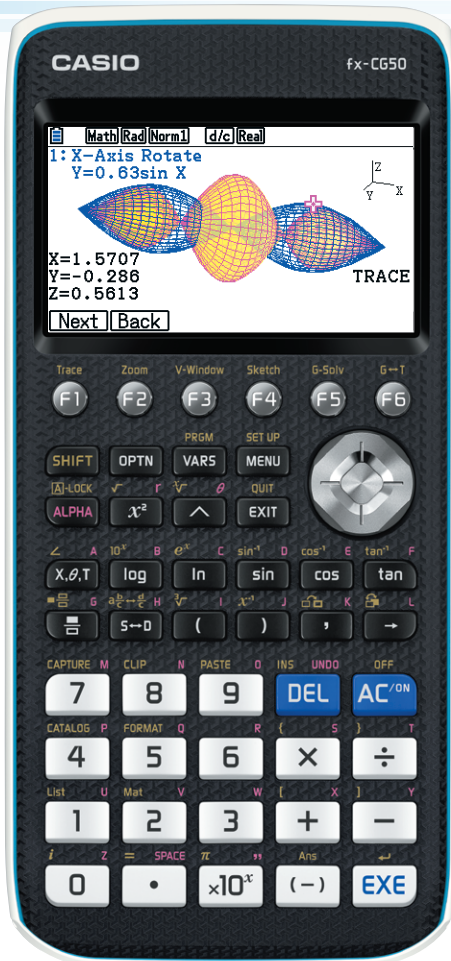 CASIO fx-CG50
Math Rad Norm1 d/c Real
1:X-Axis Rotate
Y=0.63sin X
Z
Y X
X=1.5707
Y=-0.286
Z=0.5613
TRACE
Next Back
Trace Zoom V-Window Sketch G-Solv G↔T
F1 F2 F3 F4 F5 F6
PRGM SET UP
SHIFT OPTN VARS MENU
A-LOCK √ r ˣ√ θ QUIT
ALPHA x² ^ EXIT
∠ A 10ˣ B eˣ C sin⁻¹ D cos⁻¹ E tan⁻¹ F
X,θ,T log ln sin cos tan
G a b/c↔d/c H ³√ I x⁻¹ J K L
S↔D ( ) , →
CAPTURE M CLIP N PASTE O INS UNDO OFF
7 8 9 DEL AC/ON
CATALOG P FORMAT Q R { S } T
4 5 6 × ÷
List U Mat V W [ X ] Y
1 2 3 + −
i Z = SPACE π " Ans ↵
0 • ×10ˣ (−) EXE